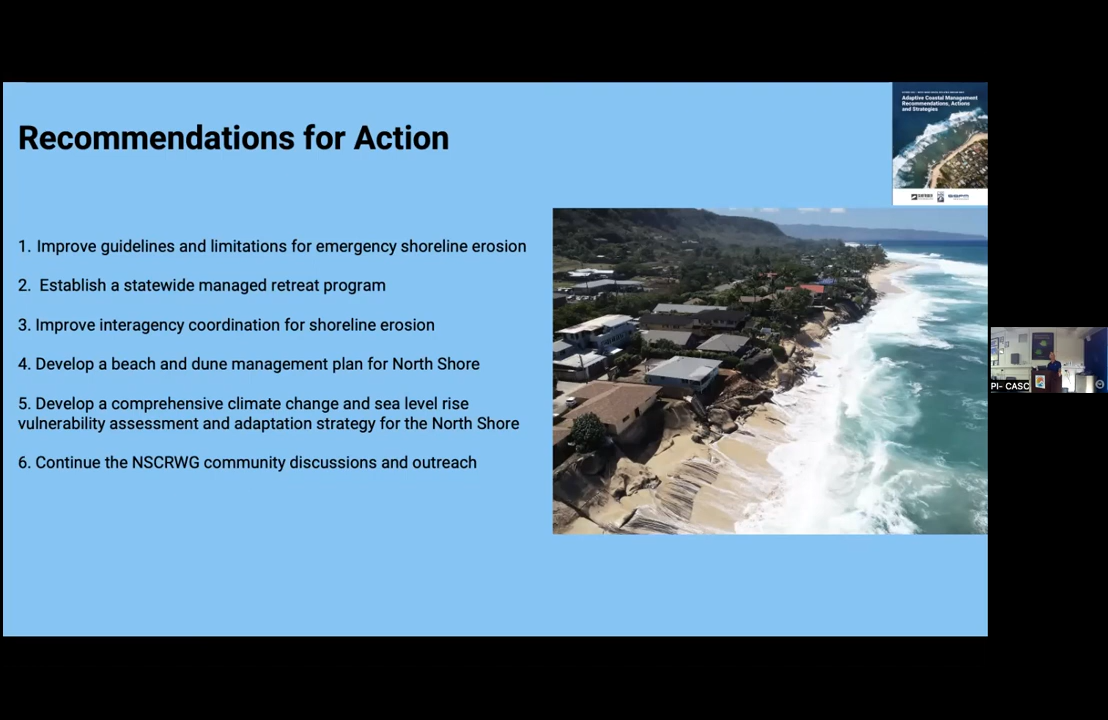 Adaptive Coastal Management
Recommendations, Actions
and Strategies
Recommendations for Action
1. Improve guidelines and limitations for emergency shoreline erosion
2. Establish a statewide managed retreat program
3. Improve interagency coordination for shoreline erosion
4. Develop a beach and dune management plan for North Shore
5. Develop a comprehensive climate change and sea level rise
vulnerability assessment and adaptation strategy for the North Shore
6. Continue the NSCRWG community discussions and outreach
PI- CASC